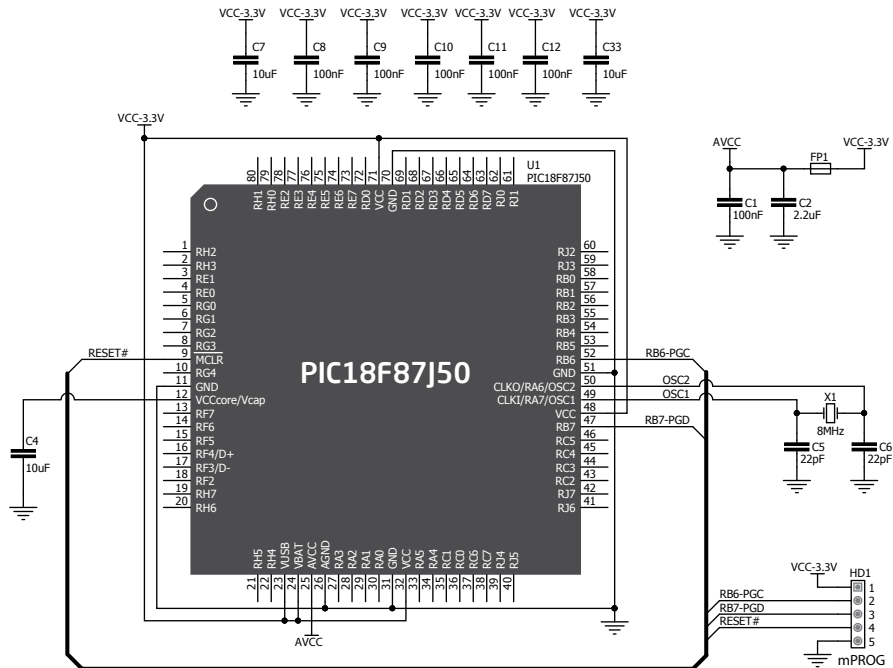 VCC-3.3V VCC-3.3V VCC-3.3V VCC-3.3V VCC-3.3V VCC-3.3V VCC-3.3V
C7 C8 C9 C10 C11 C12 C33
10uF 100nF 100nF 100nF 100nF 100nF 10uF
VCC-3.3V
AVCC FP1 VCC-3.3V
C1 C2
100nF 2.2uF
U1
PIC18F87J50
80 79 78 77 76 75 74 73 72 71 70 69 68 67 66 65 64 63 62 61
RH1 RH0 RE2 RE3 RE4 RE5 RE6 RE7 RD0 VCC GND RD1 RD2 RD3 RD4 RD5 RD6 RD7 RJ0 RJ1
1 RH2
2 RH3
3 RE1
4 RE0
5 RG0
6 RG1
7 RG2
8 RG3
RESET# 9 MCLR
10 RG4
11 GND
12 VCCcore/Vcap
13 RF7
14 RF6
15 RF5
16 RF4/D+
17 RF3/D-
18 RF2
19 RH7
20 RH6
C4
10uF
PIC18F87J50
RJ2 60
RJ3 59
RB0 58
RB1 57
RB2 56
RB3 55
RB4 54
RB5 53
RB6 52 RB6-PGC
GND 51
CLKO/RA6/OSC2 50 OSC2
CLKI/RA7/OSC1 49 OSC1
VCC 48
RB7 47 RB7-PGD
RC5 46
RC4 45
RC3 44
RC2 43
RJ7 42
RJ6 41
X1
8MHz
C5 C6
22pF 22pF
RH5 RH4 VUSB VBAT AVCC AGND RA3 RA2 RA1 RA0 GND VCC RA5 RA4 RC1 RC0 RC6 RC7 RJ4 RJ5
21 22 23 24 25 26 27 28 29 30 31 32 33 34 35 36 37 38 39 40
AVCC
VCC-3.3V HD1
1
RB6-PGC 2
RB7-PGD 3
RESET# 4
5
mPROG